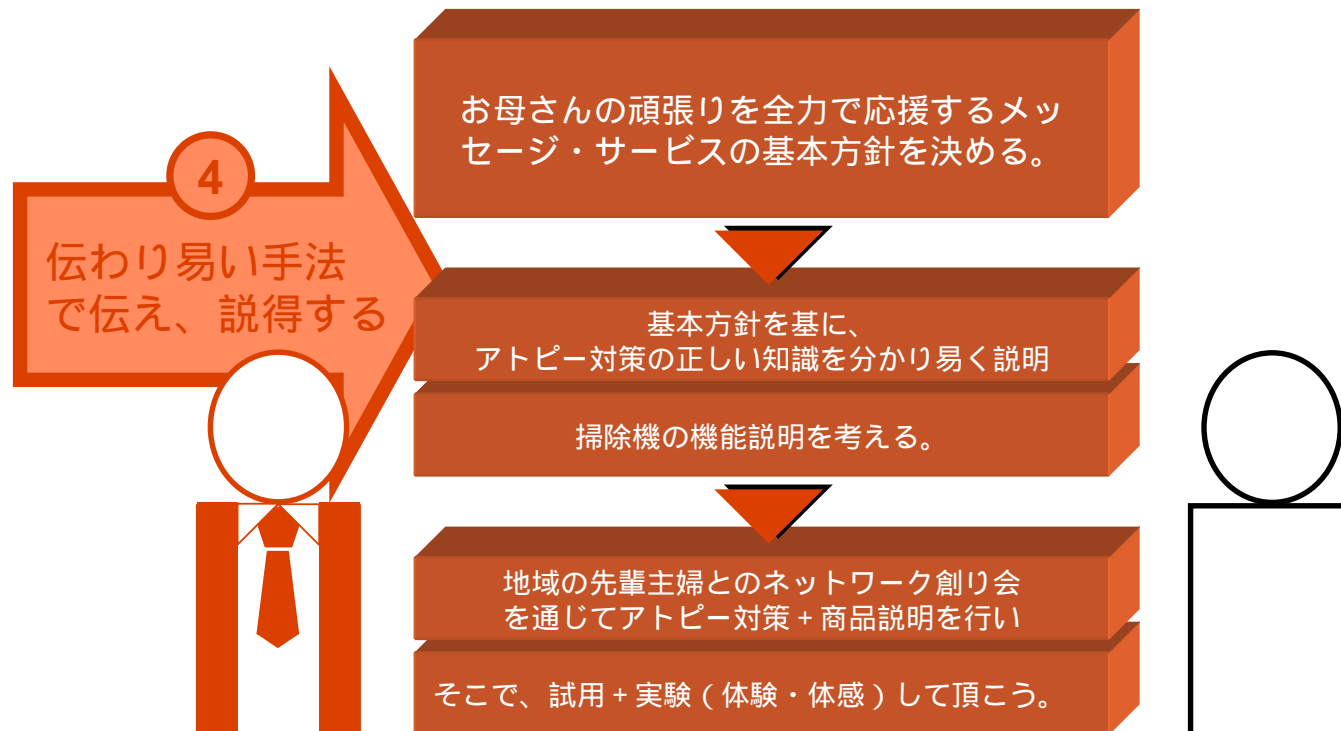 4
伝わり易い手法
で伝え、説得する
お母さんの頑張りを全力で応援するメッ
セージ・サービスの基本方針を決める。
基本方針を基に、
アトピー対策の正しい知識を分かり易く説明
掃除機の機能説明を考える。
地域の先輩主婦とのネットワーク創り会
を通じてアトピー対策+商品説明を行い
そこで、試用+実験(体験・体感)して頂こう。